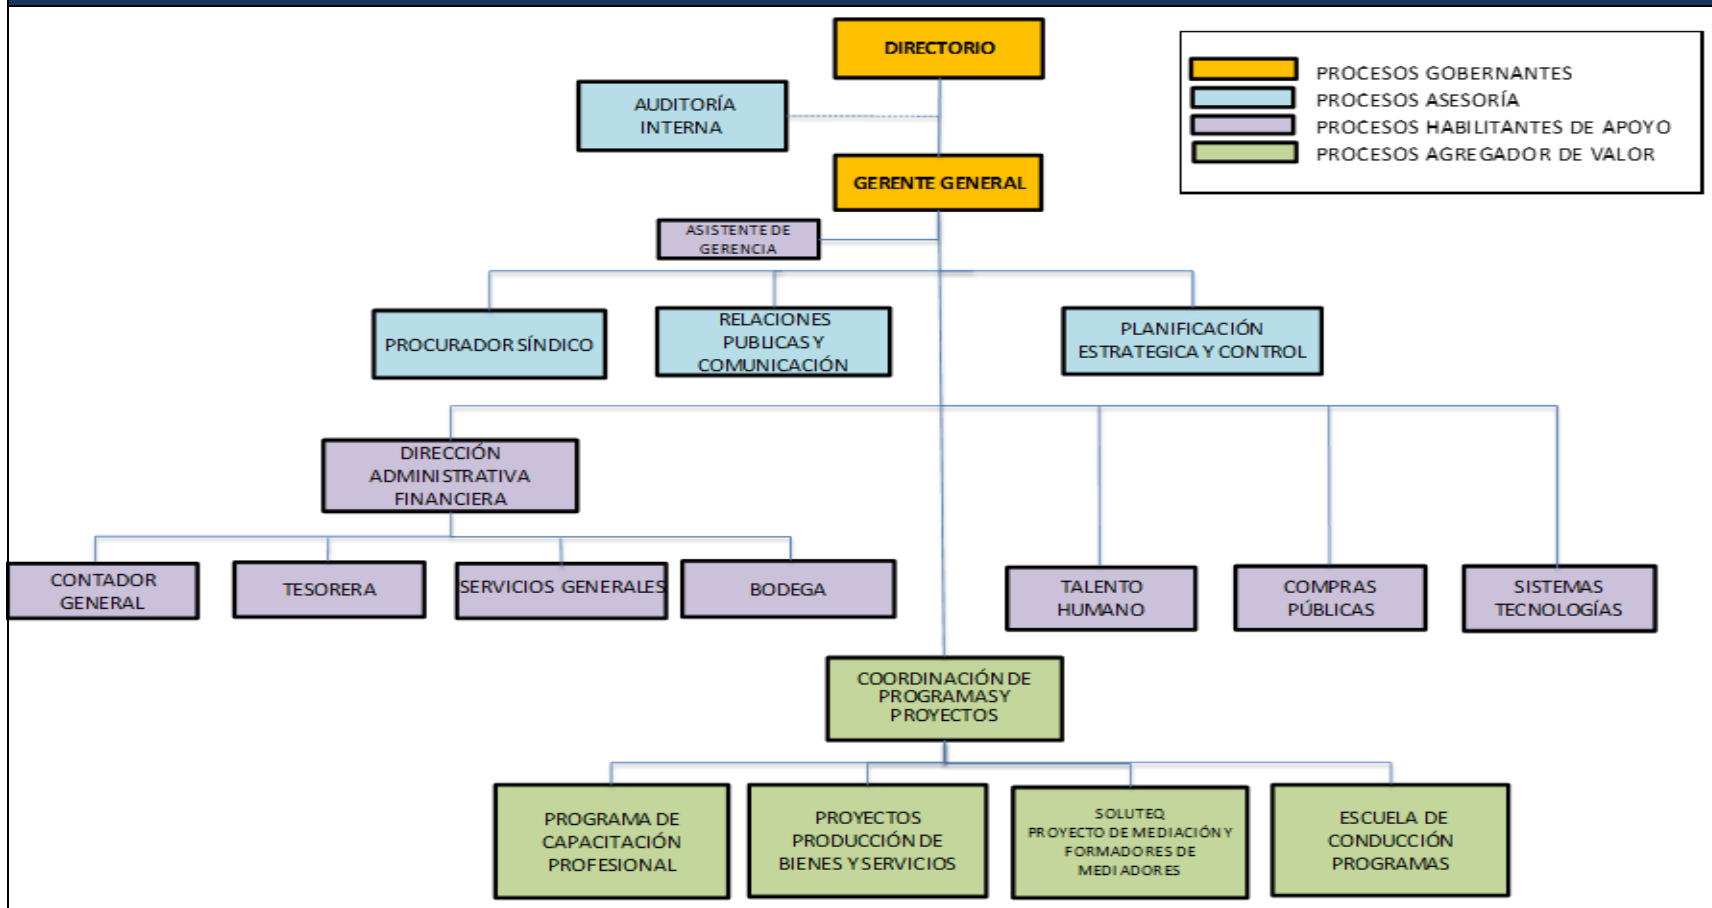 DIRECTORIO
PROCESOS GOBERNANTES
PROCESOS ASESORÍA
PROCESOS HABILITANTES DE APOYO
PROCESOS AGREGADOR DE VALOR
AUDITORÍA
INTERNA
GERENTE GENERAL
ASISTENTE DE
GERENCIA
PROCURADOR SÍNDICO
RELACIONES
PUBLICAS Y
COMUNICACIÓN
PLANIFICACIÓN
ESTRATEGICA Y CONTROL
DIRECCIÓN
ADMINISTRATIVA
FINANCIERA
CONTADOR
GENERAL
TESORERA
SERVICIOS GENERALES
BODEGA
TALENTO
HUMANO
COMPRAS
PÚBLICAS
SISTEMAS
TECNOLOGÍAS
COORDINACIÓN DE
PROGRAMAS Y
PROYECTOS
PROGRAMA DE
CAPACITACIÓN
PROFESIONAL
PROYECTOS
PRODUCCIÓN DE
BIENES Y SERVICIOS
SOLUTEQ
PROYECTO DE MEDIACIÓN Y
FORMADORES DE
MEDIADORES
ESCUELA DE
CONDUCCIÓN
PROGRAMAS